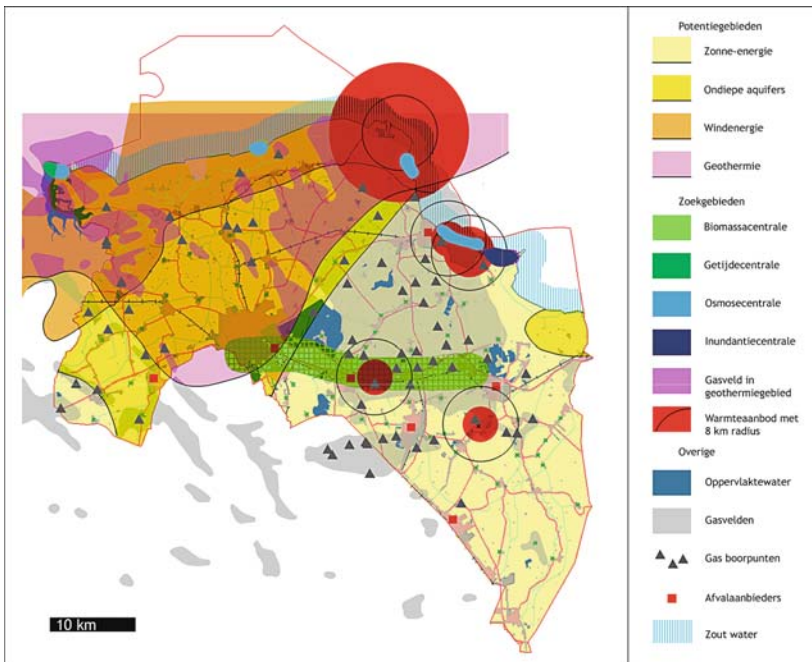 Potentiegebieden
Zonne-energie
Ondiepe aquifers
Windenergie
Geothermie
Zoekgebieden
Biomassacentrale
Getijdecentrale
Osmosecentrale
Inundantiecentrale
Gasveld in
geothermiegebied
Warmteaanbod met
8 km radius
Overige
Oppervlaktewater
Gasvelden
Gas boorpunten
Afvalaanbieders
Zout water
10 km